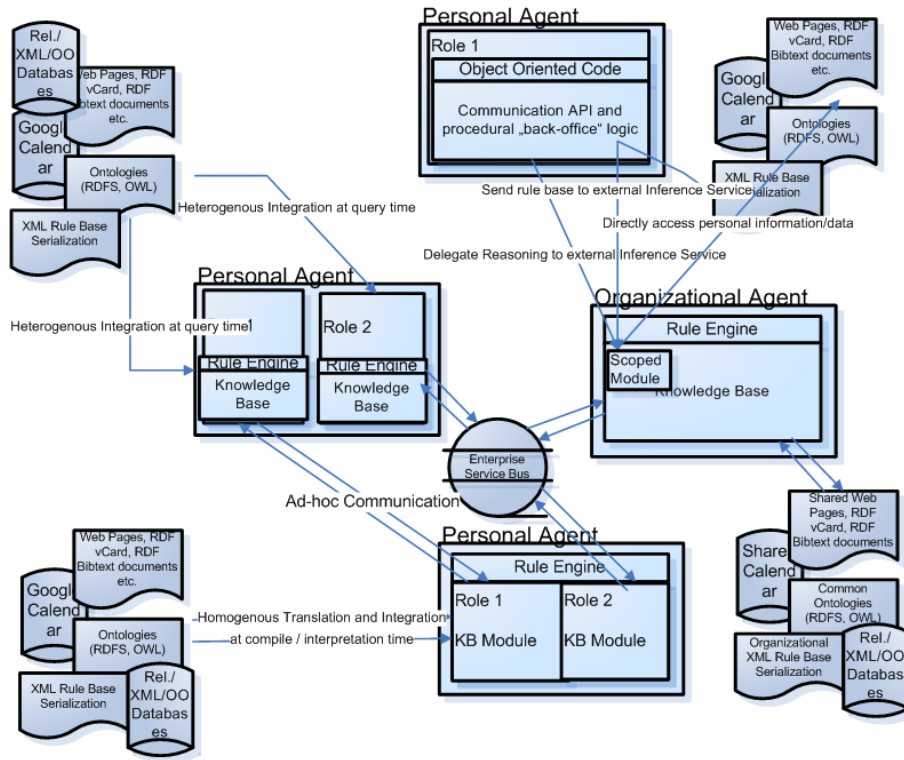 Personal Agent
Role 1
Object Oriented Code
Communication API and
procedural „back-office“ logic
Rel./
XML/OO
Databas
es
eb Pages, RDF
vCard, RDF
ibtext documents
etc.
Googl
Calend
ar
Ontologies
(RDFS, OWL)
XML Rule Base
Serialization
Web Pages, RDF
vCard, RDF
Bibtext documents
etc.
Google
Calend
ar
Ontologies
(RDFS, OWL)
XML Rule Base
Serialization
Send rule base to external Inference Service
Directly access personal information/data
Delegate Reasoning to external Inference Service
Heterogenous Integration at query time
Heterogenous Integration at query time
Personal Agent
Rule Engine
Knowledge
Base
Role 2
Rule Engine
Knowledge
Base
Organizational Agent
Rule Engine
Scoped
Module
Knowledge Base
Enterprise
Service Bus
Ad-hoc Communication
Personal Agent
Rule Engine
Role 1
KB Module
Role 2
KB Module
Web Pages, RDF
vCard, RDF
Bibtext documents
etc.
Googl
Calend
ar
Ontologies
(RDFS, OWL)
XML Rule Base
Serialization
Rel./
XML/OO
Databas
es
Homogenous Translation and Integration
at compile / interpretation time
Shared Web
Pages, RDF
vCard, RDF
Bibtext documents
Share
Calend
ar
Common
Ontologies
(RDFS, OWL)
Organizational
XML Rule Base
Serialization
Rel./
XML/OO
Databas
es